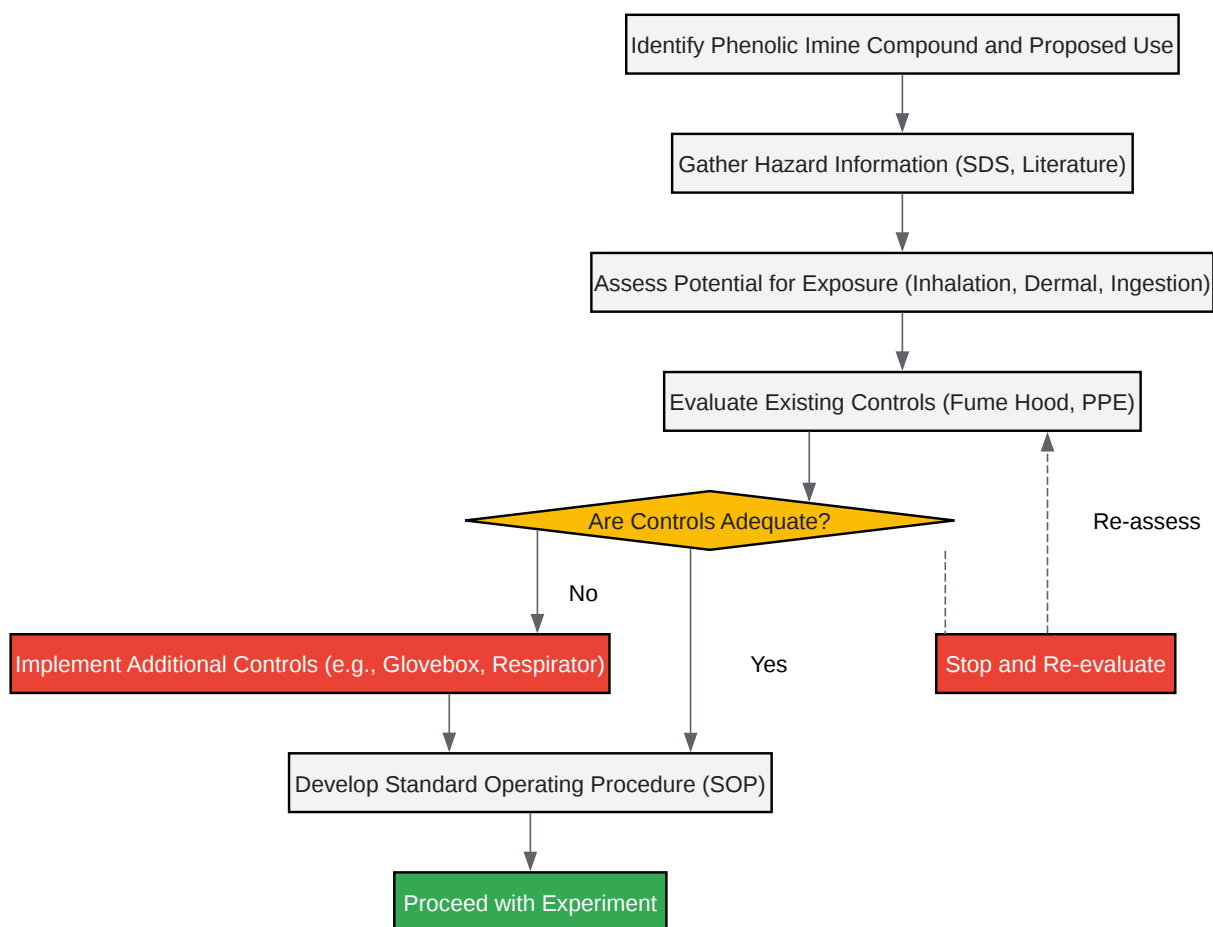 Identify Phenolic Imine Compound and Proposed Use
Gather Hazard Information (SDS, Literature)
Assess Potential for Exposure (Inhalation, Dermal, Ingestion)
Evaluate Existing Controls (Fume Hood, PPE)
Are Controls Adequate?
Re-assess
No
Implement Additional Controls (e.g., Glovebox, Respirator)
Yes
Stop and Re-evaluate
Develop Standard Operating Procedure (SOP)
Proceed with Experiment